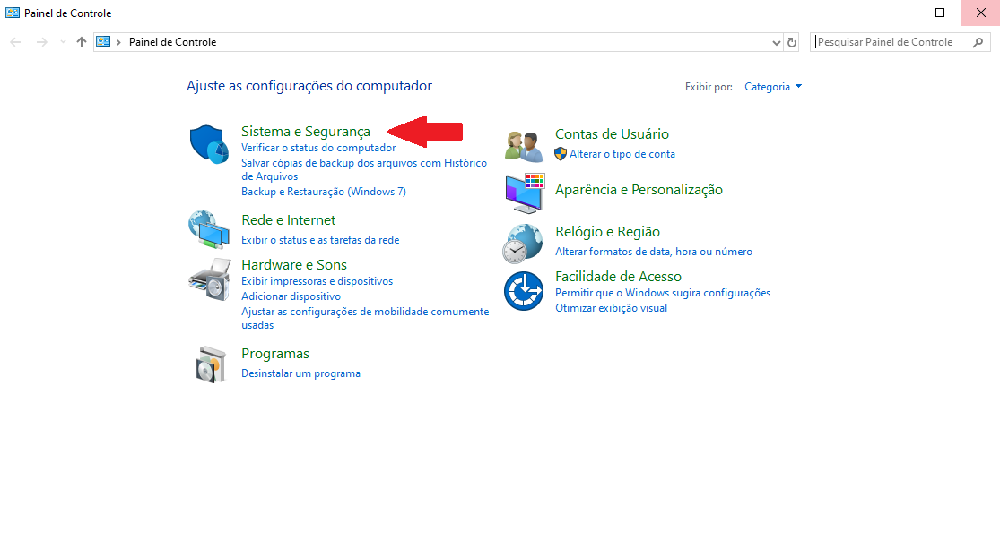 Painel de Controle
Painel de Controle
Pesquisar Painel de Controle
Ajuste as configurações do computador
Exibir por:
Categoria
Sistema e Segurança
Verificar o status do computador
Salvar cópias de backup dos arquivos com Histórico
de Arquivos
Backup e Restauração (Windows 7)
Rede e Internet
Exibir o status e as tarefas da rede
Hardware e Sons
Exibir impressoras e dispositivos
Adicionar dispositivo
Ajustar as configurações de mobilidade comumente
usadas
Programas
Desinstalar um programa
Contas de Usuário
Alterar o tipo de conta
Aparência e Personalização
Relógio e Região
Alterar formatos de data, hora ou número
Facilidade de Acesso
Permitir que o Windows sugira configurações
Otimizar exibição visual